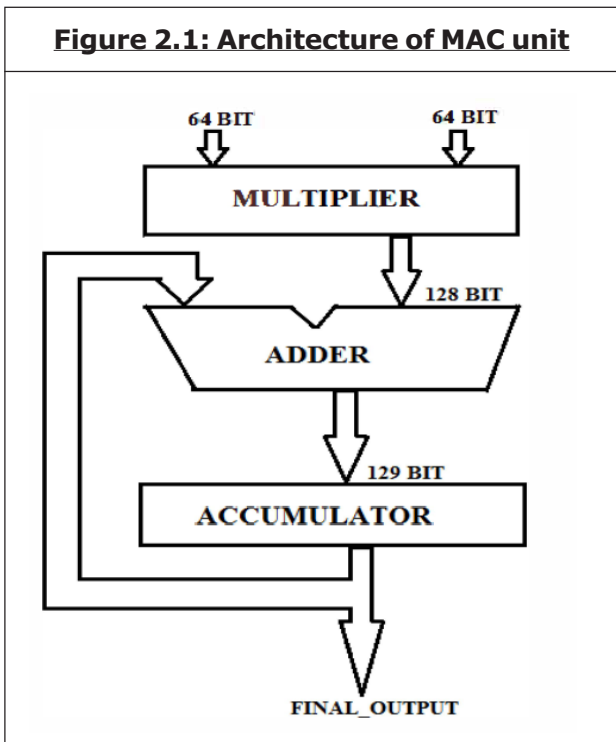 Figure 2.1: Architecture of MAC unit
64 BIT 64 BIT
MULTIPLIER
128 BIT
ADDER
129 BIT
ACCUMULATOR
FINAL_OUTPUT